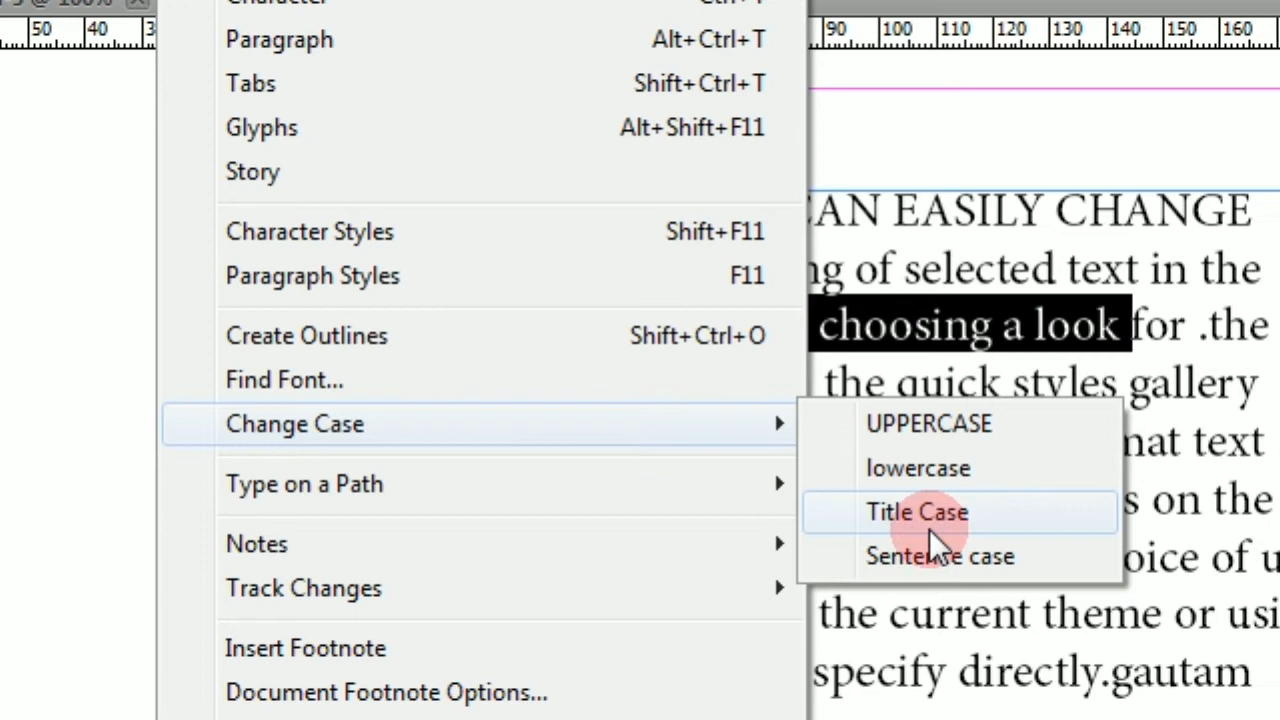 @ 100%
50 40 90 100 110 120 130 140 150 160
Character Ctrl+T
Paragraph Alt+Ctrl+T
Tabs Shift+Ctrl+T
Glyphs Alt+Shift+F11
Story
Character Styles Shift+F11
Paragraph Styles F11
Create Outlines Shift+Ctrl+O
Find Font...
Change Case
Type on a Path
Notes
Track Changes
Insert Footnote
Document Footnote Options...
UPPERCASE
lowercase
Title Case
Sentence case
CAN EASILY CHANGE
ng of selected text in the
choosing a look for .the
the quick styles gallery
mat text
s on the
oice of u
the current theme or usi
specify directly.gautam